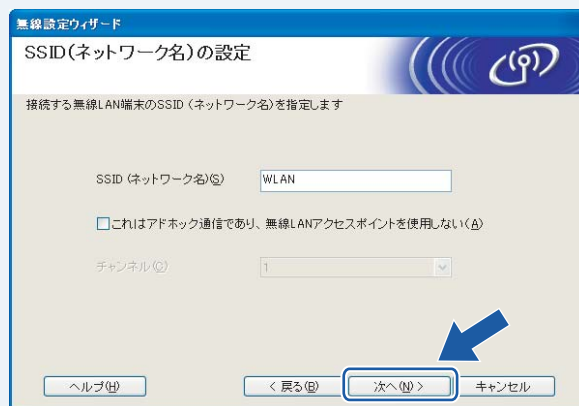 無線設定ウィザード
SSID(ネットワーク名)の設定
接続する無線LAN端末のSSID（ネットワーク名）を指定します
SSID (ネットワーク名)(S)
WLAN
これはアドホック通信であり、無線LANアクセスポイントを使用しない(A)
チャンネル(C)
1
ヘルプ(H)
< 戻る(B)
次へ(N) >
キャンセル